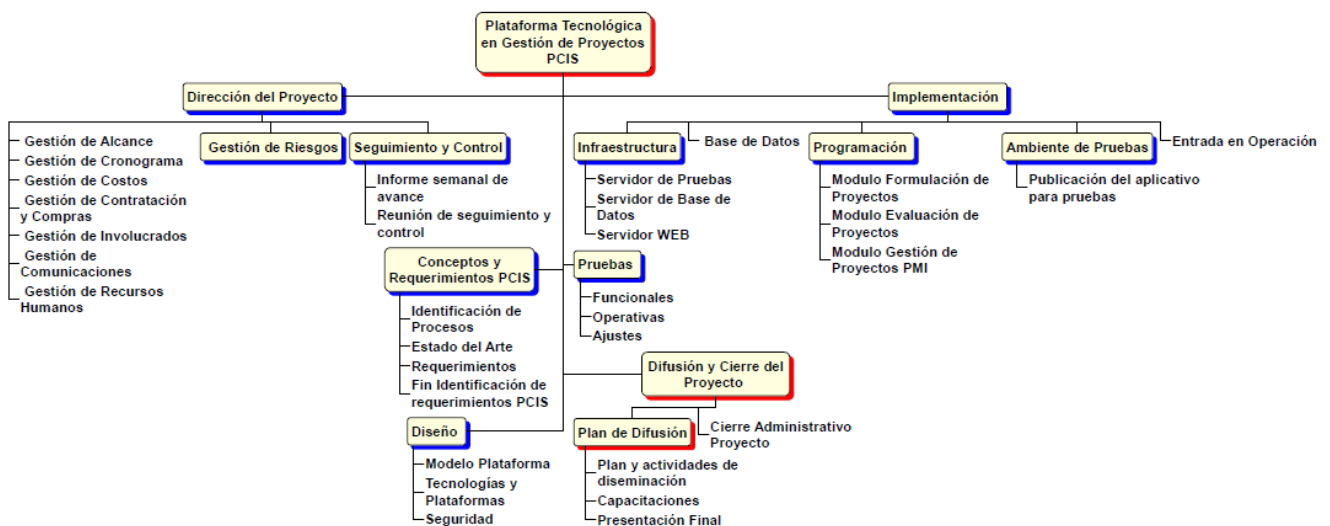 Plataforma Tecnológica
en Gestión de Proyectos
PCIS
Dirección del Proyecto
Implementación
Gestión de Alcance
Gestión de Cronograma
Gestión de Costos
Gestión de Contratación
y Compras
Gestión de Involucrados
Gestión de
Comunicaciones
Gestión de Recursos
Humanos
Gestión de Riesgos
Seguimiento y Control
Informe semanal de
avance
Reunión de seguimiento y
control
Infraestructura
Servidor de Pruebas
Servidor de Base de
Datos
Servidor WEB
Base de Datos
Programación
Modulo Formulación de
Proyectos
Modulo Evaluación de
Proyectos
Modulo Gestión de
Proyectos PMI
Ambiente de Pruebas
Publicación del aplicativo
para pruebas
Entrada en Operación
Conceptos y
Requerimientos PCIS
Identificación de
Procesos
Estado del Arte
Requerimientos
Fin Identificación de
requerimientos PCIS
Pruebas
Funcionales
Operativas
Ajustes
Difusión y Cierre del
Proyecto
Diseño
Modelo Plataforma
Tecnologías y
Plataformas
Seguridad
Plan de Difusión
Plan y actividades de
diseminación
Capacitaciones
Presentación Final
Cierre Administrativo
Proyecto